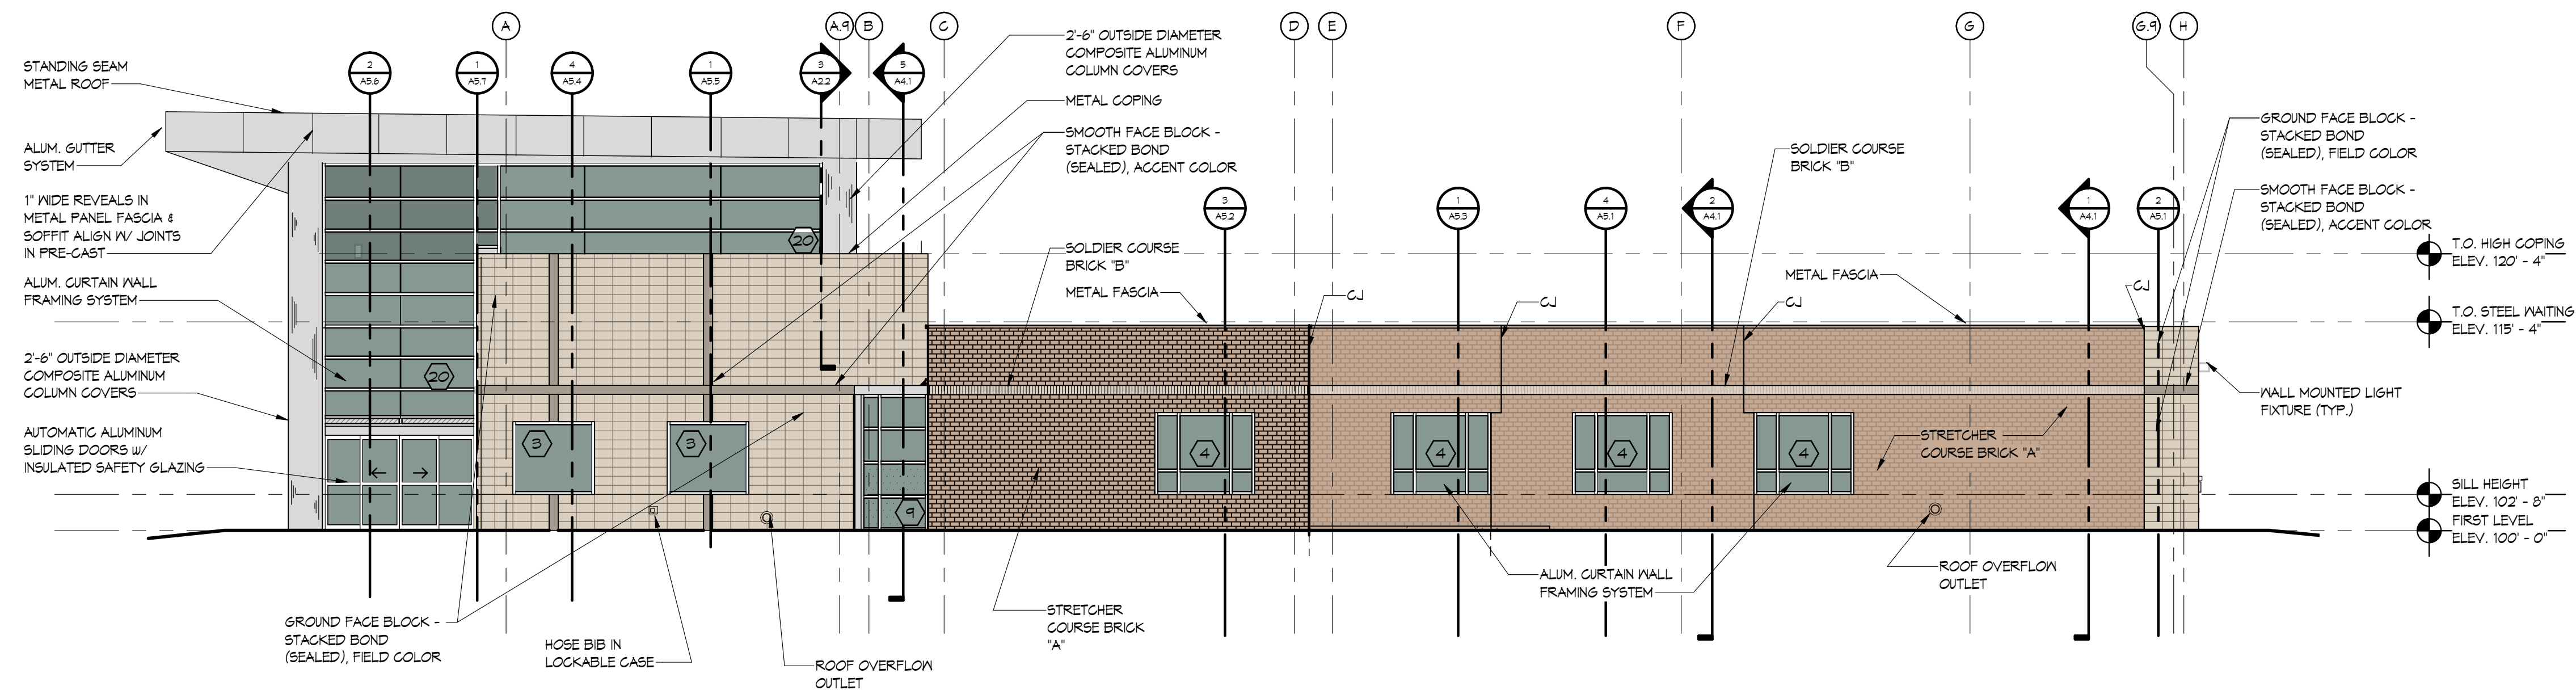 A
A.9
B
C
D
E
F
G
G.9
H
2
A5.6
1
A5.7
4
A5.4
1
A5.5
3
A2.2
5
A4.1
3
A5.2
1
A5.3
4
A5.1
2
A4.1
1
A4.1
2
A5.1
STANDING SEAM
METAL ROOF
ALUM. GUTTER
SYSTEM
1" WIDE REVEALS IN
METAL PANEL FASCIA &
SOFFIT ALIGN W/ JOINTS
IN PRE-CAST
ALUM. CURTAIN WALL
FRAMING SYSTEM
2'-6" OUTSIDE DIAMETER
COMPOSITE ALUMINUM
COLUMN COVERS
AUTOMATIC ALUMINUM
SLIDING DOORS W/
INSULATED SAFETY GLAZING
2'-6" OUTSIDE DIAMETER
COMPOSITE ALUMINUM
COLUMN COVERS
METAL COPING
SMOOTH FACE BLOCK -
STACKED BOND
(SEALED), ACCENT COLOR
SOLDIER COURSE
BRICK "B"
METAL FASCIA
CJ
CJ
CJ
CJ
SOLDIER COURSE
BRICK "B"
METAL FASCIA
GROUND FACE BLOCK -
STACKED BOND
(SEALED), FIELD COLOR
SMOOTH FACE BLOCK -
STACKED BOND
(SEALED), ACCENT COLOR
T.O. HIGH COPING
ELEV. 120' - 4"
T.O. STEEL WAITING
ELEV. 115' - 4"
WALL MOUNTED LIGHT
FIXTURE (TYP.)
STRETCHER
COURSE BRICK "A"
SILL HEIGHT
ELEV. 102' - 8"
FIRST LEVEL
ELEV. 100' - 0"
20
20
3
3
9
4
4
4
4
GROUND FACE BLOCK -
STACKED BOND
(SEALED), FIELD COLOR
HOSE BIB IN
LOCKABLE CASE
ROOF OVERFLOW
OUTLET
STRETCHER
COURSE BRICK
"A"
ALUM. CURTAIN WALL
FRAMING SYSTEM
ROOF OVERFLOW
OUTLET